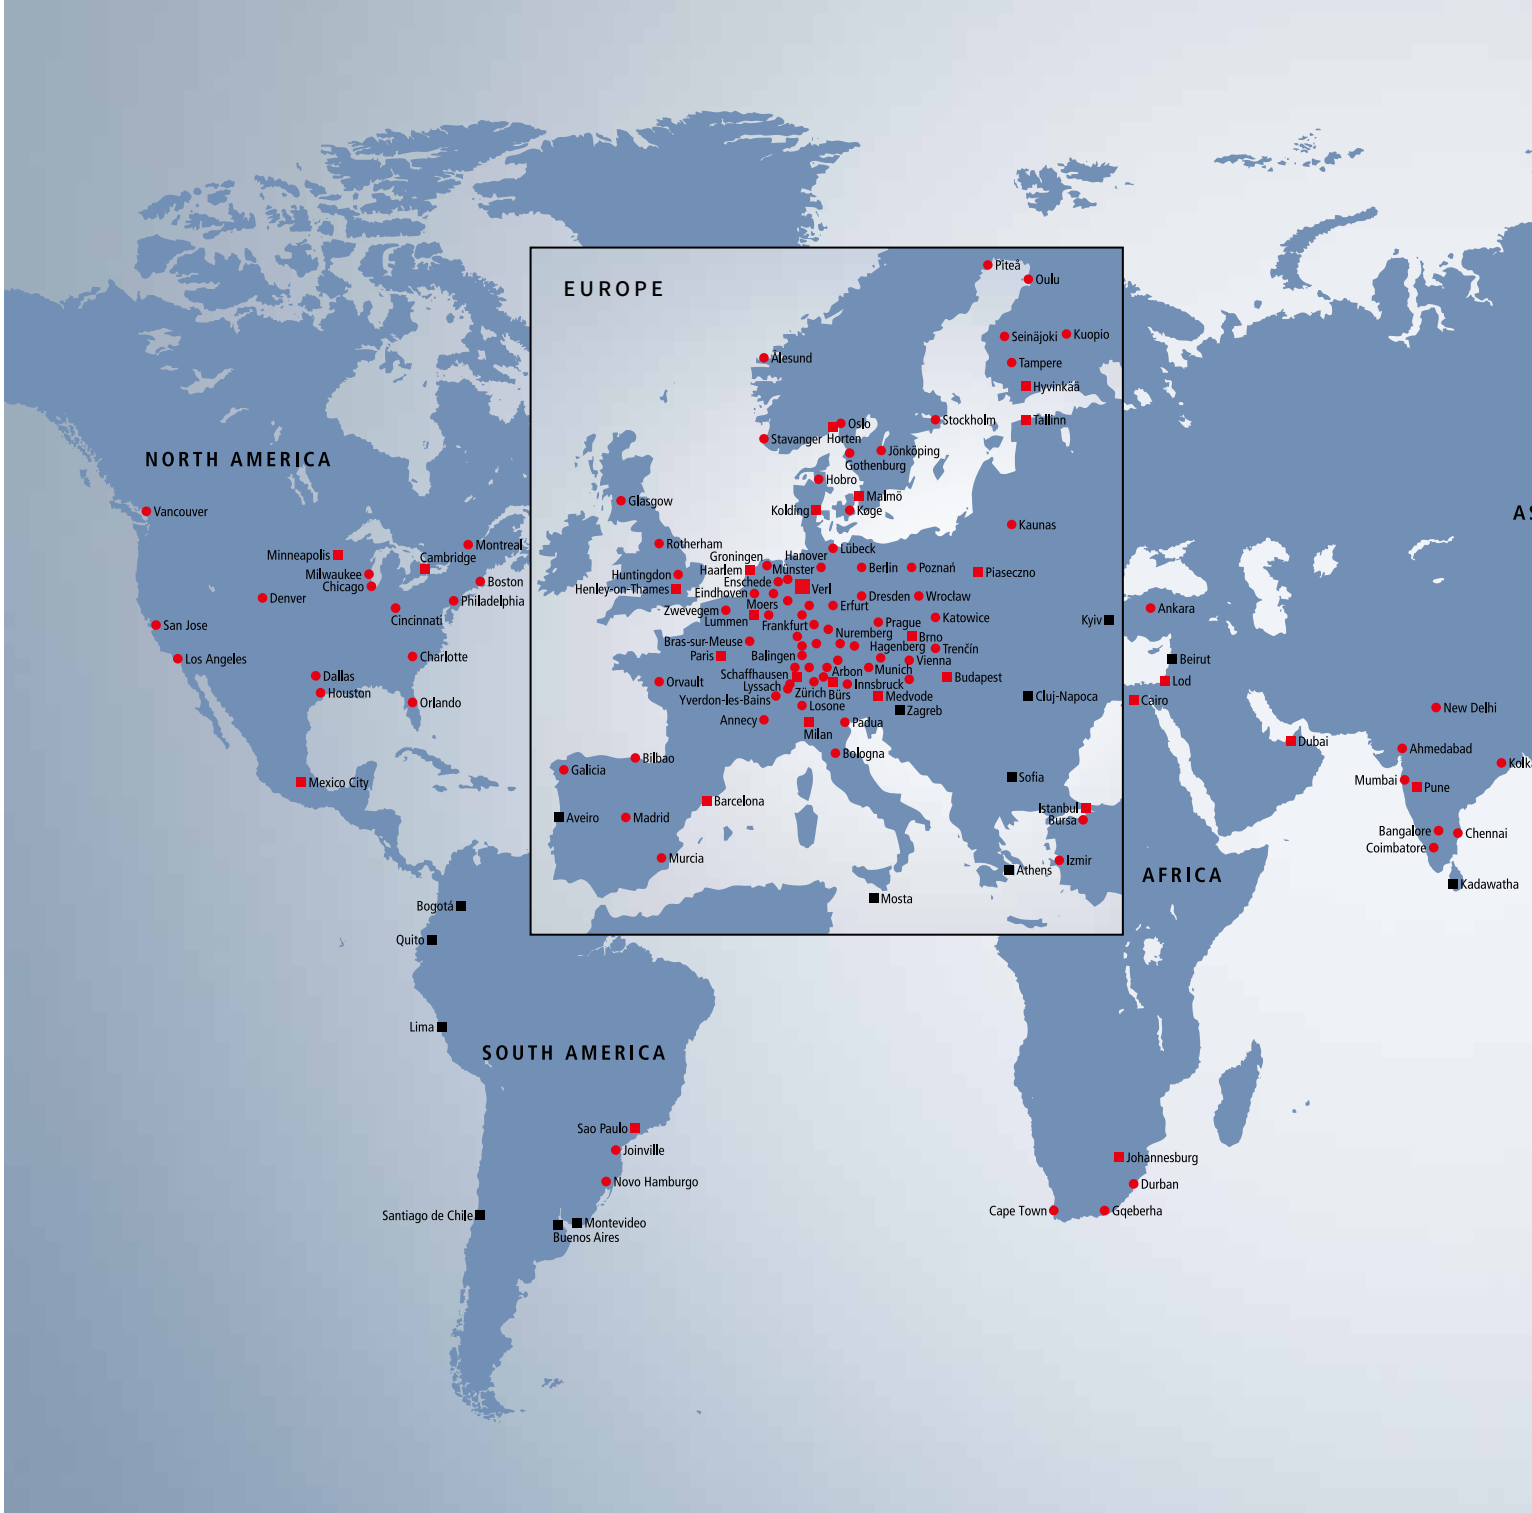 EUROPE
Piteå
Oulu
Seinäjoki
Kuopio
Ålesund
Tampere
Hyvinkää
Oslo
Stockholm
Tallinn
Stavanger
Horten
Jönköping
Gothenburg
Hobro
Malmö
Glasgow
Kolding
Køge
Kaunas
Rotherham
Groningen
Hanover
Lübeck
Haarlem
Münster
Berlin
Poznań
Piaseczno
Huntingdon
Enschede
Henley-on-Thames
Eindhoven
Verl
Moers
Erfurt
Dresden
Wrocław
Zwevegem
Lummen
Frankfurt
Prague
Katowice
Kyiv
Nuremberg
Brno
Bras-sur-Meuse
Hagenberg
Trenčín
Paris
Balingen
Vienna
Schaffhausen
Arbon
Munich
Budapest
Orvault
Lyssach
Zürich
Bürs
Innsbruck
Medvode
Cluj-Napoca
Yverdon-les-Bains
Losone
Zagreb
Annecy
Milan
Padua
Bologna
Bilbao
Galicia
Sofia
Barcelona
Istanbul
Aveiro
Madrid
Bursa
Murcia
Izmir
Athens
Mosta
NORTH AMERICA
Vancouver
Montreal
Minneapolis
Cambridge
Milwaukee
Chicago
Boston
Denver
Philadelphia
Cincinnati
San Jose
Los Angeles
Charlotte
Dallas
Houston
Orlando
Mexico City
Bogotá
Quito
Lima
SOUTH AMERICA
Sao Paulo
Joinville
Novo Hamburgo
Santiago de Chile
Montevideo
Buenos Aires
AS
Ankara
Beirut
Lod
Cairo
Dubai
New Delhi
Ahmedabad
Kolk
Mumbai
Pune
Bangalore
Chennai
Coimbatore
Kadawatha
AFRICA
Johannesburg
Durban
Cape Town
Gqeberha